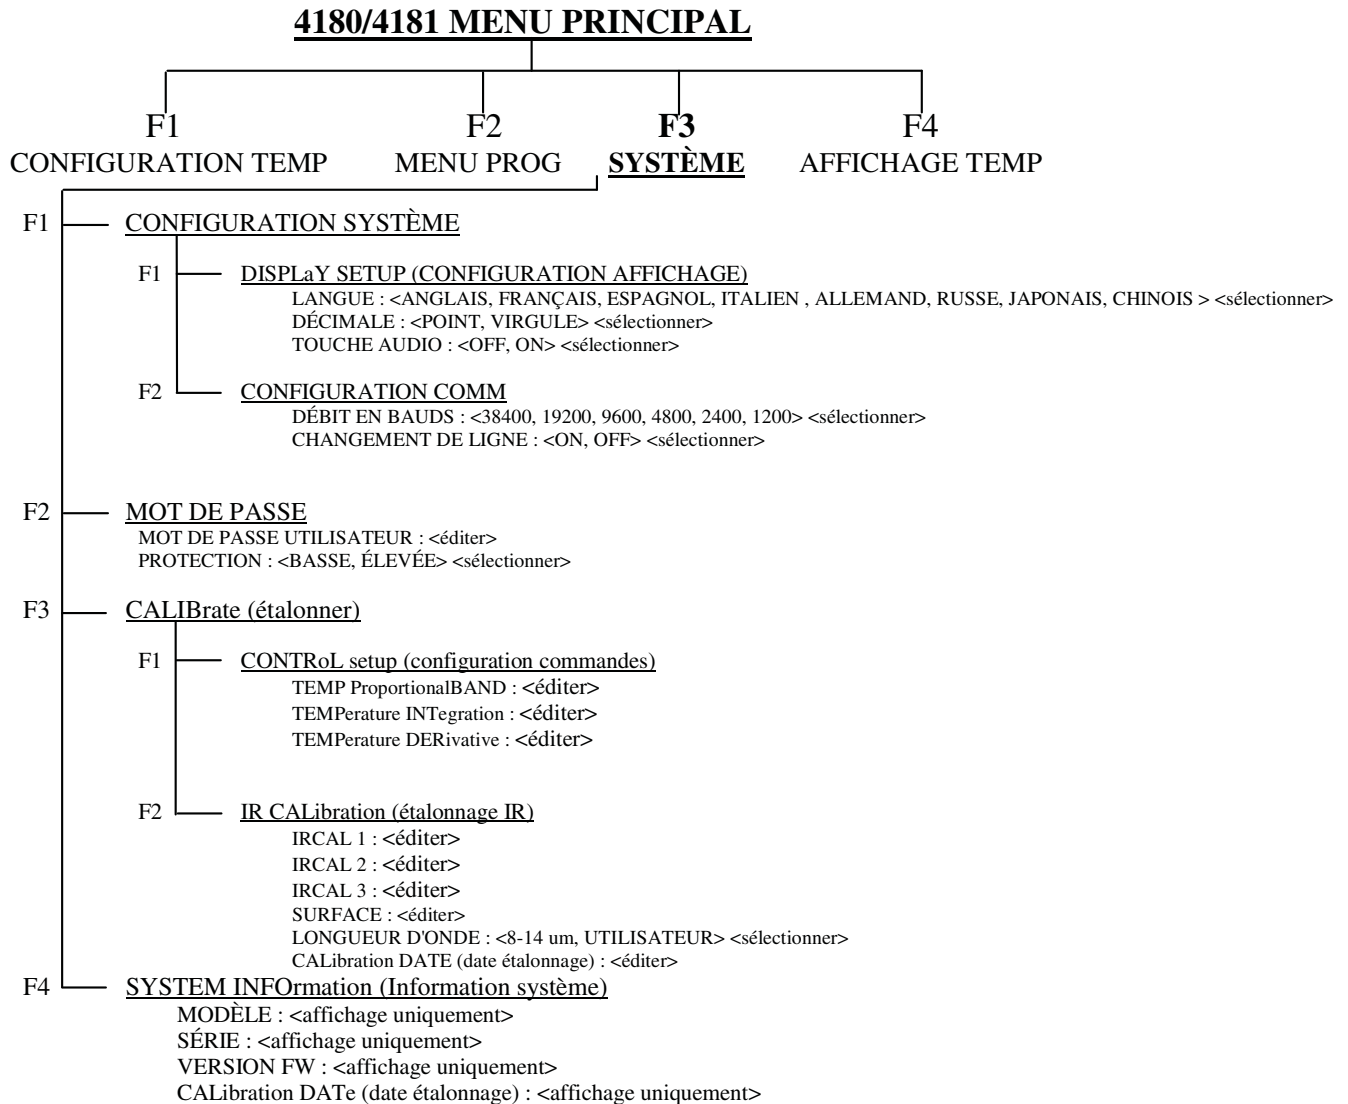 4180/4181 MENU PRINCIPAL
F1 F2 F3 F4
CONFIGURATION TEMP MENU PROG SYSTÈME AFFICHAGE TEMP
F1 CONFIGURATION SYSTÈME
F1 DISPLaY SETUP (CONFIGURATION AFFICHAGE)
LANGUE : <ANGLAIS, FRANÇAIS, ESPAGNOL, ITALIEN , ALLEMAND, RUSSE, JAPONAIS, CHINOIS > <sélectionner>
DÉCIMALE : <POINT, VIRGULE> <sélectionner>
TOUCHE AUDIO : <OFF, ON> <sélectionner>
F2 CONFIGURATION COMM
DÉBIT EN BAUDS : <38400, 19200, 9600, 4800, 2400, 1200> <sélectionner>
CHANGEMENT DE LIGNE : <ON, OFF> <sélectionner>
F2 MOT DE PASSE
MOT DE PASSE UTILISATEUR : <éditer>
PROTECTION : <BASSE, ÉLEVÉE> <sélectionner>
F3 CALIBrate (étalonner)
F1 CONTRoL setup (configuration commandes)
TEMP ProportionalBAND : <éditer>
TEMPerature INTegration : <éditer>
TEMPerature DERivative : <éditer>
F2 IR CALibration (étalonnage IR)
IRCAL 1 : <éditer>
IRCAL 2 : <éditer>
IRCAL 3 : <éditer>
SURFACE : <éditer>
LONGUEUR D'ONDE : <8-14 um, UTILISATEUR> <sélectionner>
CALibration DATE (date étalonnage) : <éditer>
F4 SYSTEM INFOrmation (Information système)
MODÈLE : <affichage uniquement>
SÉRIE : <affichage uniquement>
VERSION FW : <affichage uniquement>
CALibration DATe (date étalonnage) : <affichage uniquement>